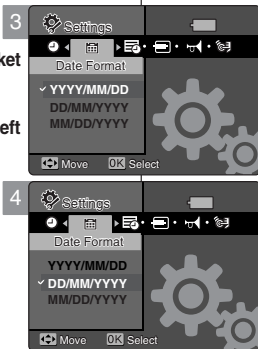 3
Settings
ket
Date Format
YYYY/MM/DD
DD/MM/YYYY
eft
MM/DD/YYYY
Move OK Select
4
Settings
Date Format
YYYY/MM/DD
DD/MM/YYYY
MM/DD/YYYY
Move OK Select